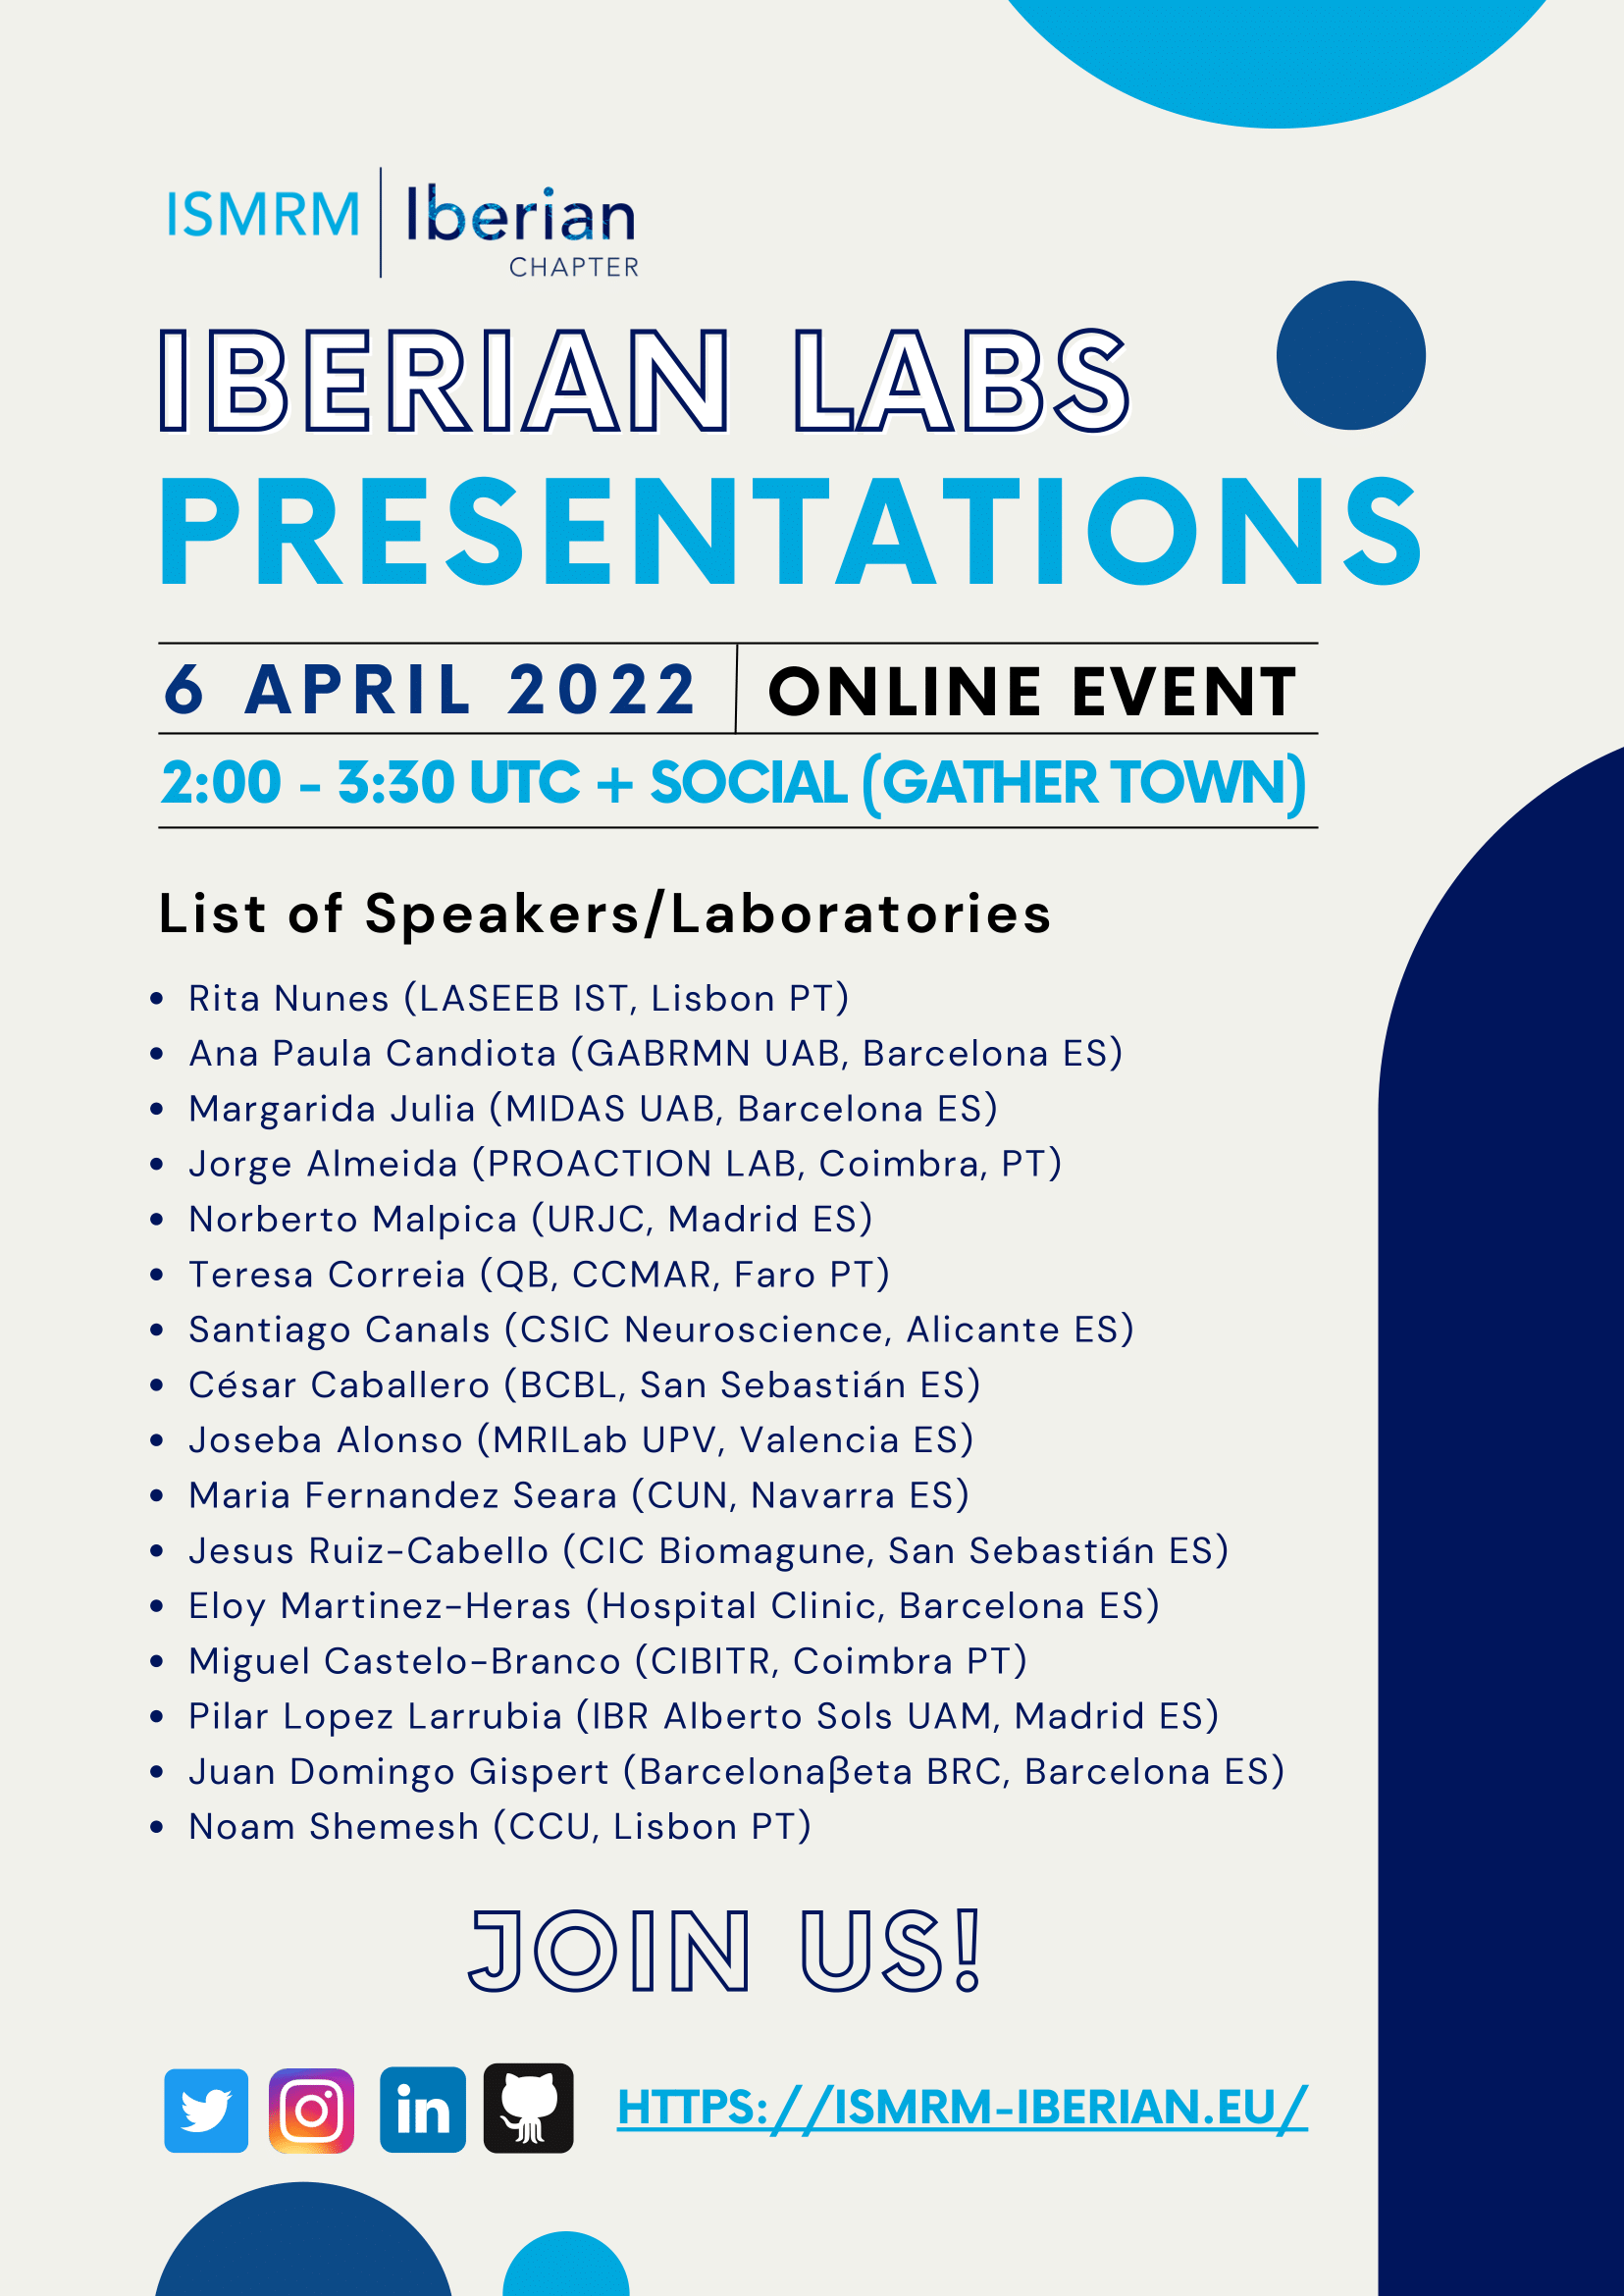 ISMRM Iberian
CHAPTER
IBERIAN LABS
PRESENTATIONS
6 APRIL 2022 ONLINE EVENT
2:00 - 3:30 UTC + SOCIAL (GATHER TOWN)
List of Speakers/Laboratories
• Rita Nunes (LASEEB IST, Lisbon PT)
• Ana Paula Candiota (GABRMN UAB, Barcelona ES)
• Margarida Julia (MIDAS UAB, Barcelona ES)
• Jorge Almeida (PROACTION LAB, Coimbra, PT)
• Norberto Malpica (URJC, Madrid ES)
• Teresa Correia (QB, CCMAR, Faro PT)
• Santiago Canals (CSIC Neuroscience, Alicante ES)
• César Caballero (BCBL, San Sebastián ES)
• Joseba Alonso (MRILab UPV, Valencia ES)
• Maria Fernandez Seara (CUN, Navarra ES)
• Jesus Ruiz-Cabello (CIC Biomagune, San Sebastián ES)
• Eloy Martinez-Heras (Hospital Clinic, Barcelona ES)
• Miguel Castelo-Branco (CIBITR, Coimbra PT)
• Pilar Lopez Larrubia (IBR Alberto Sols UAM, Madrid ES)
• Juan Domingo Gispert (Barcelonaβeta BRC, Barcelona ES)
• Noam Shemesh (CCU, Lisbon PT)
JOIN US!
in
HTTPS://ISMRM-IBERIAN.EU/